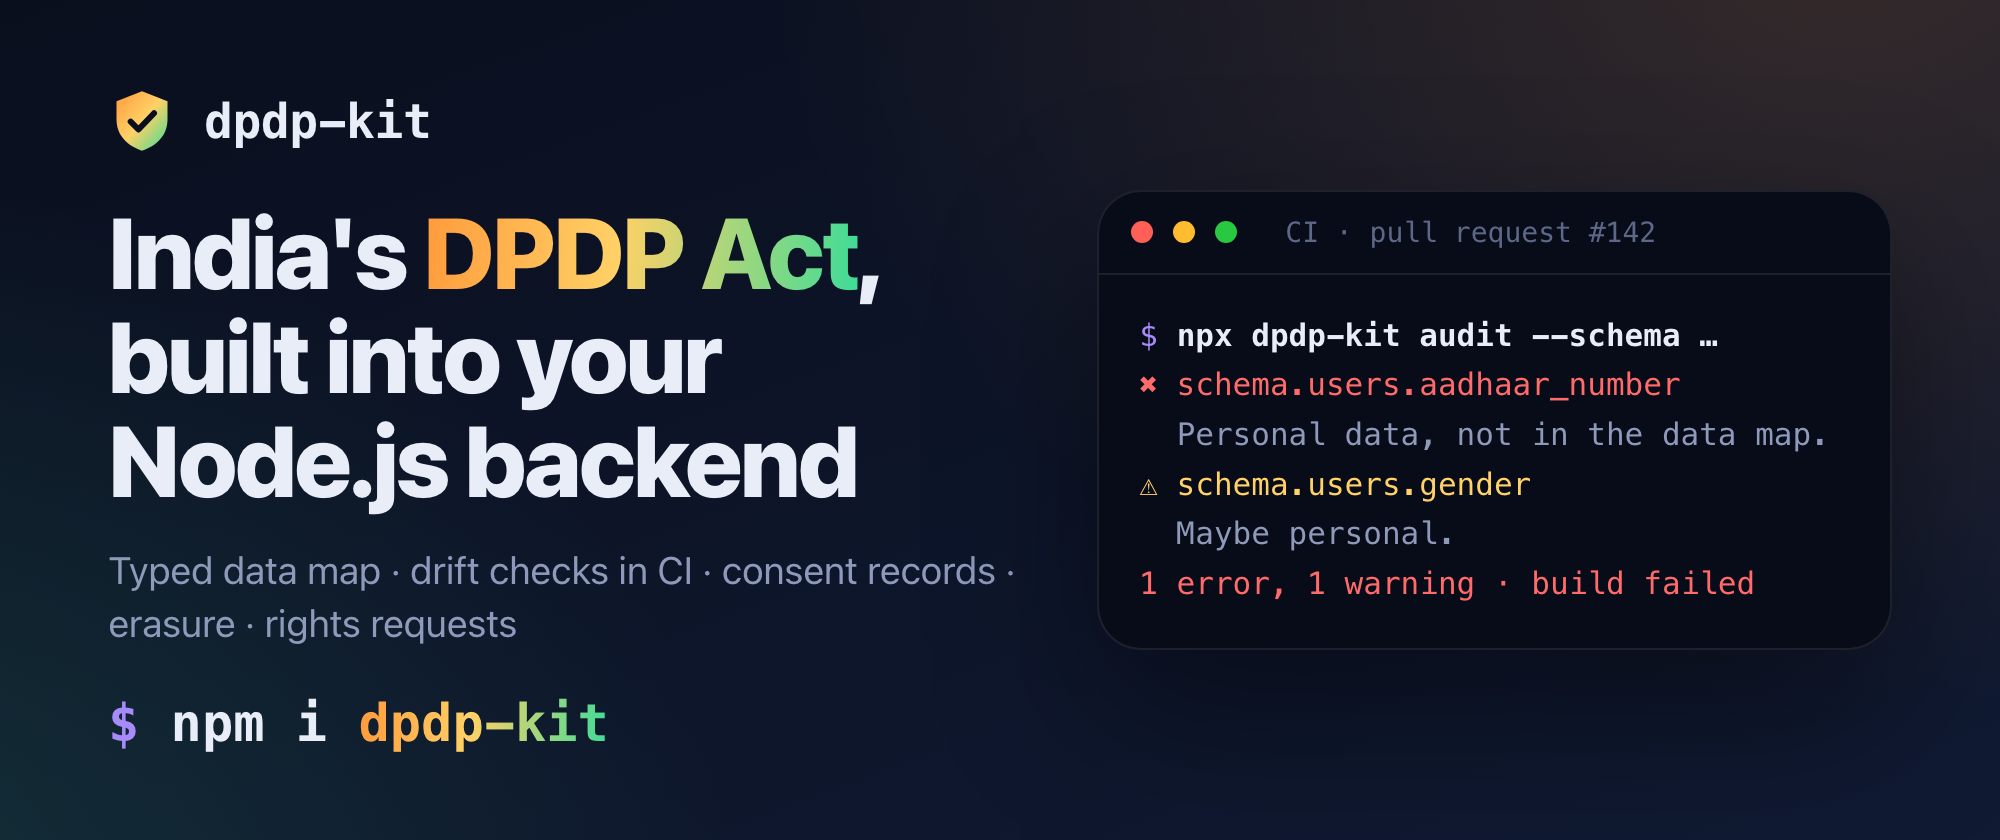 dpdp-kit
India's DPDP Act,
built into your
Node.js backend
Typed data map · drift checks in CI · consent records ·
erasure · rights requests
$ npm i dpdp-kit
CI · pull request #142
$ npx dpdp-kit audit --schema …
✖ schema.users.aadhaar_number
Personal data, not in the data map.
⚠ schema.users.gender
Maybe personal.
1 error, 1 warning · build failed